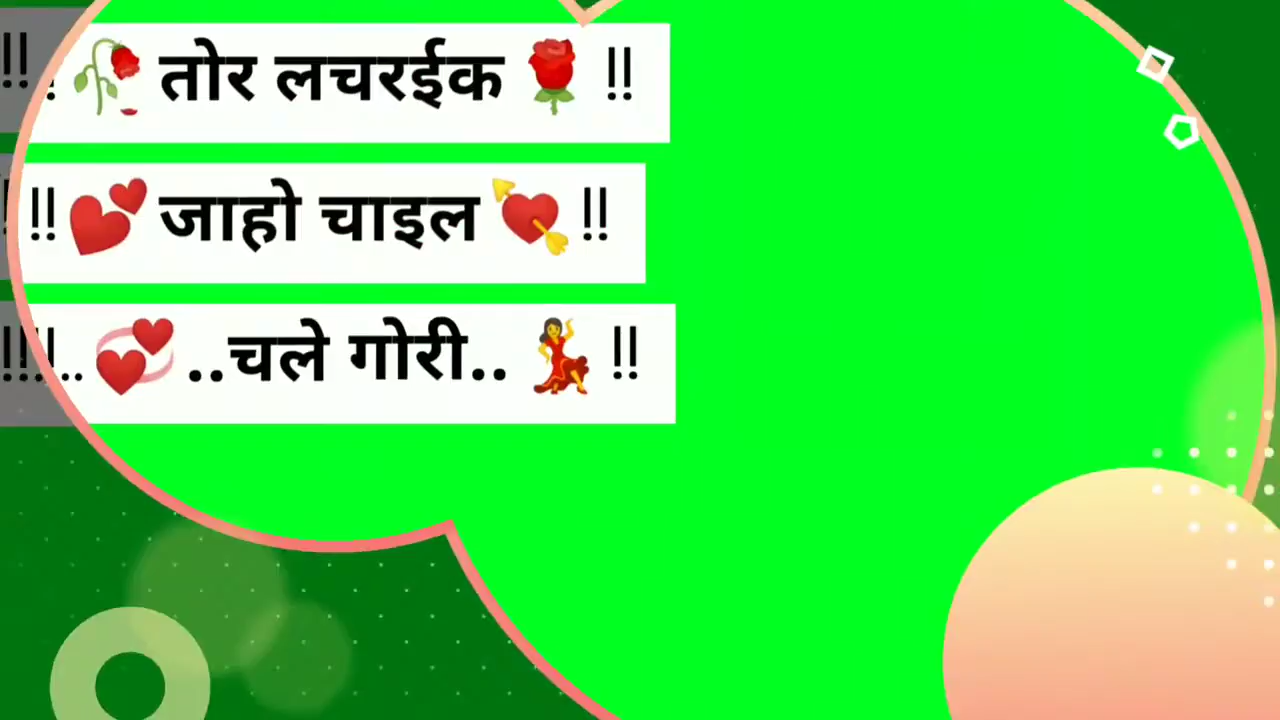 !!🥀 तोर लचरईक 🌹 !!
!!💕 जाहो चाइल 💘 !!
!!!!..💞..चले गोरी..💃 !!